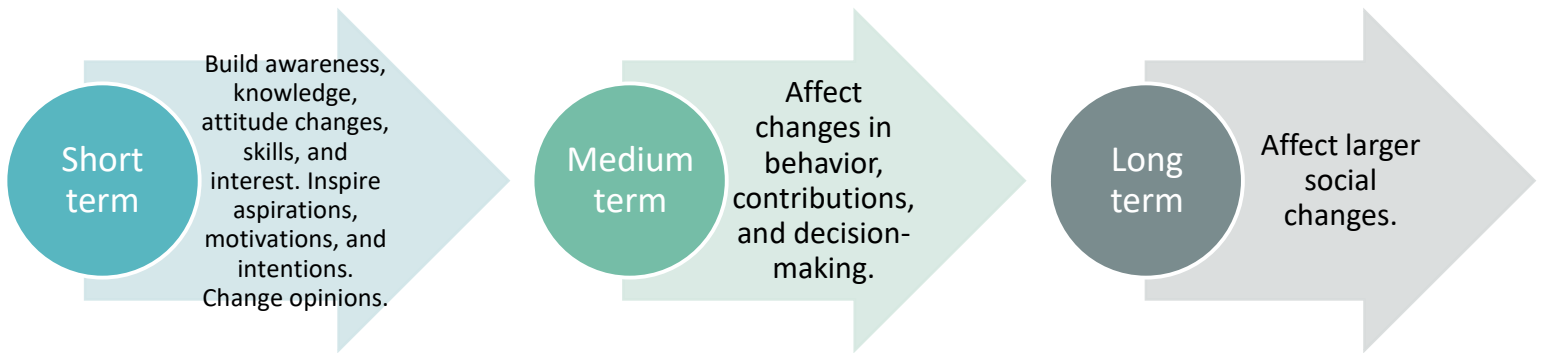 Short
term
Build awareness,
knowledge,
attitude changes,
skills, and
interest. Inspire
aspirations,
motivations, and
intentions.
Change opinions.
Medium
term
Affect
changes in
behavior,
contributions,
and decision-
making.
Long
term
Affect larger
social
changes.